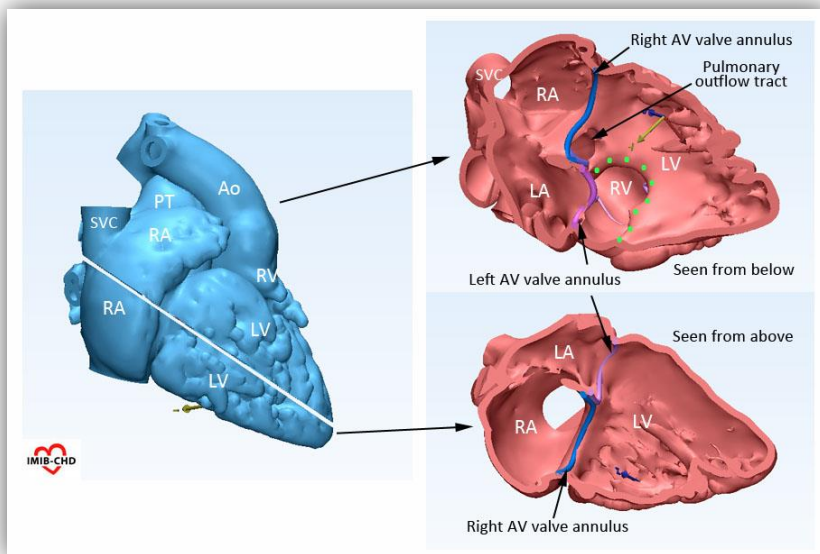 Ao
PT
SVC
RA
RV
RA
LV
LV
IMIB-CHD
Right AV valve annulus
Pulmonary
outflow tract
SVC
RA
LV
LA
RV
Left AV valve annulus
Seen from below
Seen from above
LA
RA
LV
Right AV valve annulus